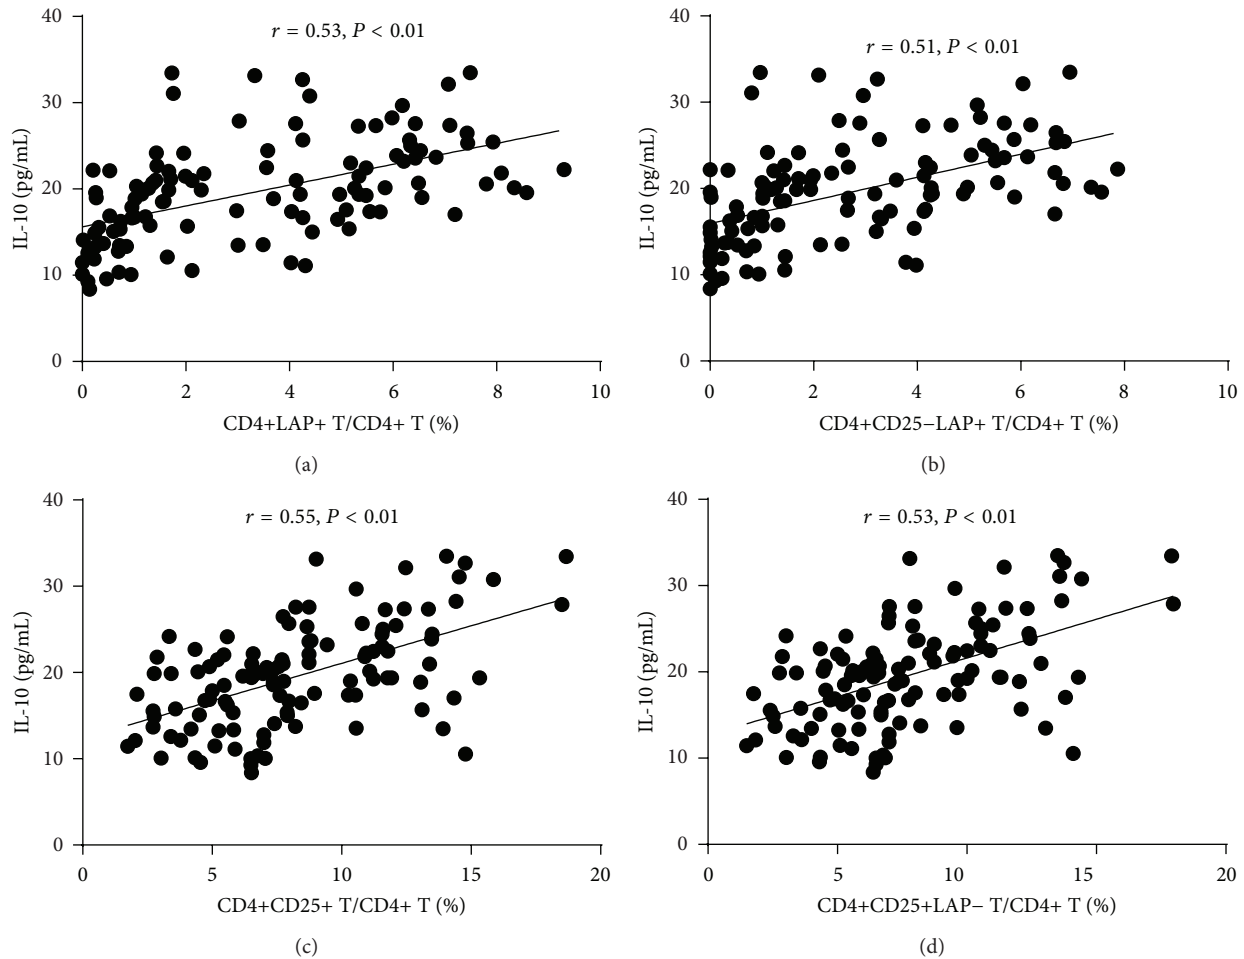 r = 0.53, P < 0.01
IL-10 (pg/mL)
40
30
20
10
0
0 2 4 6 8 10
CD4+LAP+ T/CD4+ T (%)
(a)
r = 0.51, P < 0.01
IL-10 (pg/mL)
40
30
20
10
0
0 2 4 6 8 10
CD4+CD25−LAP+ T/CD4+ T (%)
(b)
r = 0.55, P < 0.01
IL-10 (pg/mL)
40
30
20
10
0
0 5 10 15 20
CD4+CD25+ T/CD4+ T (%)
(c)
r = 0.53, P < 0.01
IL-10 (pg/mL)
40
30
20
10
0
0 5 10 15 20
CD4+CD25+LAP− T/CD4+ T (%)
(d)